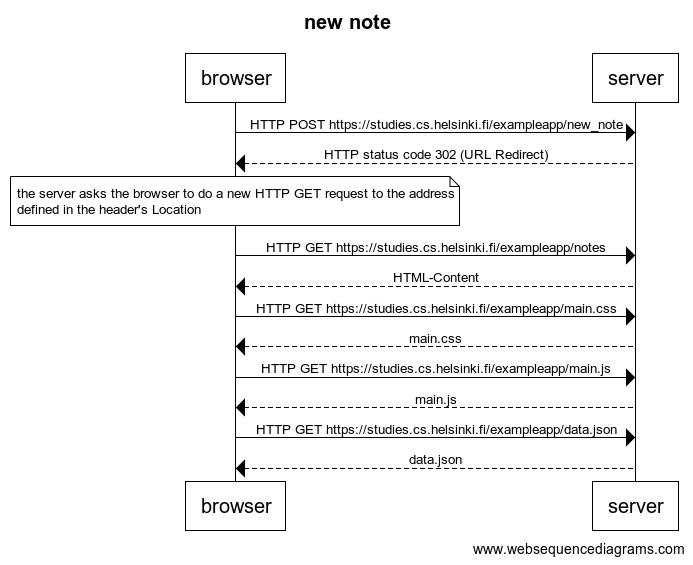 new note
browser
server
HTTP POST https://studies.cs.helsinki.fi/exampleapp/new_note
HTTP status code 302 (URL Redirect)
the server asks the browser to do a new HTTP GET request to the address
defined in the header's Location
HTTP GET https://studies.cs.helsinki.fi/exampleapp/notes
HTML-Content
HTTP GET https://studies.cs.helsinki.fi/exampleapp/main.css
main.css
HTTP GET https://studies.cs.helsinki.fi/exampleapp/main.js
main.js
HTTP GET https://studies.cs.helsinki.fi/exampleapp/data.json
data.json
browser
server
www.websequencediagrams.com